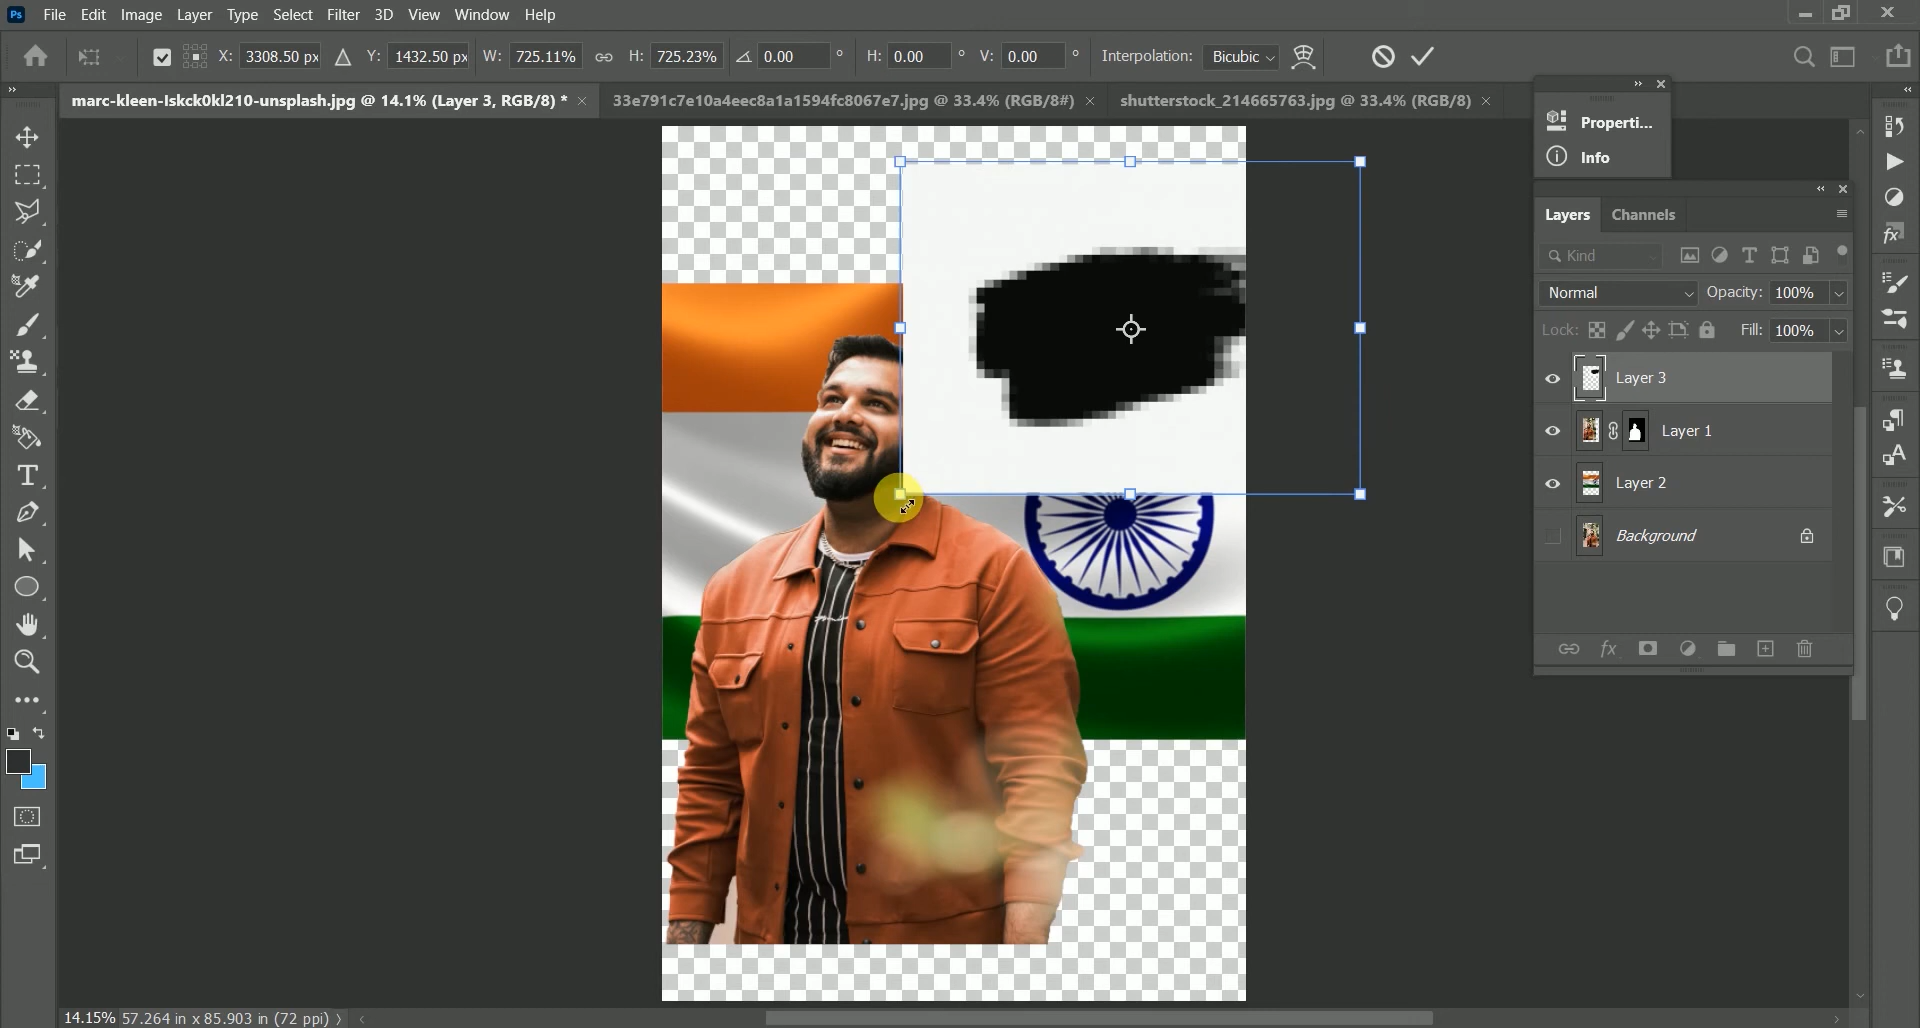 Ps File Edit Image Layer Type Select Filter 3D View Window Help
X: 3308.50 px Y: 1432.50 px W: 725.11% H: 725.23% 0.00 ° H: 0.00 ° V: 0.00 ° Interpolation: Bicubic
marc-kleen-Iskck0kl210-unsplash.jpg @ 14.1% (Layer 3, RGB/8) * × 33e791c7e10a4eec8a1a1594fc8067e7.jpg @ 33.4% (RGB/8#) × shutterstock_214665763.jpg @ 33.4% (RGB/8) ×
Properti...
Info
Layers Channels
Kind
Normal Opacity: 100%
Lock: Fill: 100%
Layer 3
Layer 1
Layer 2
Background
fx
14.15% 57.264 in x 85.903 in (72 ppi)